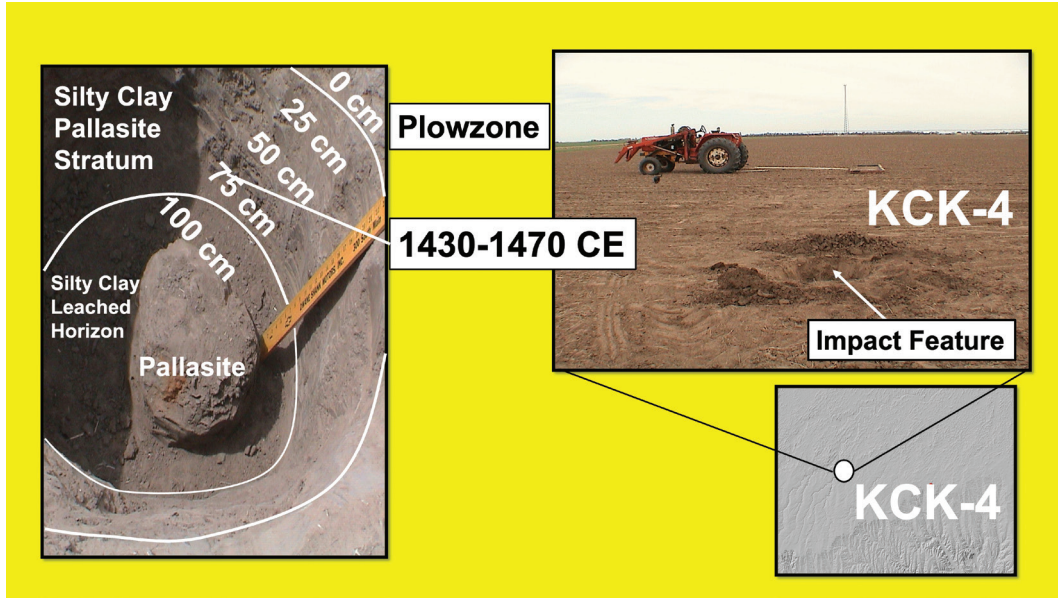 Silty Clay
Pallasite
Stratum
0 cm
25 cm
50 cm
75 cm
100 cm
Silty Clay
Leached
Horizon
Pallasite
Plowzone
1430-1470 CE
KCK-4
Impact Feature
KCK-4